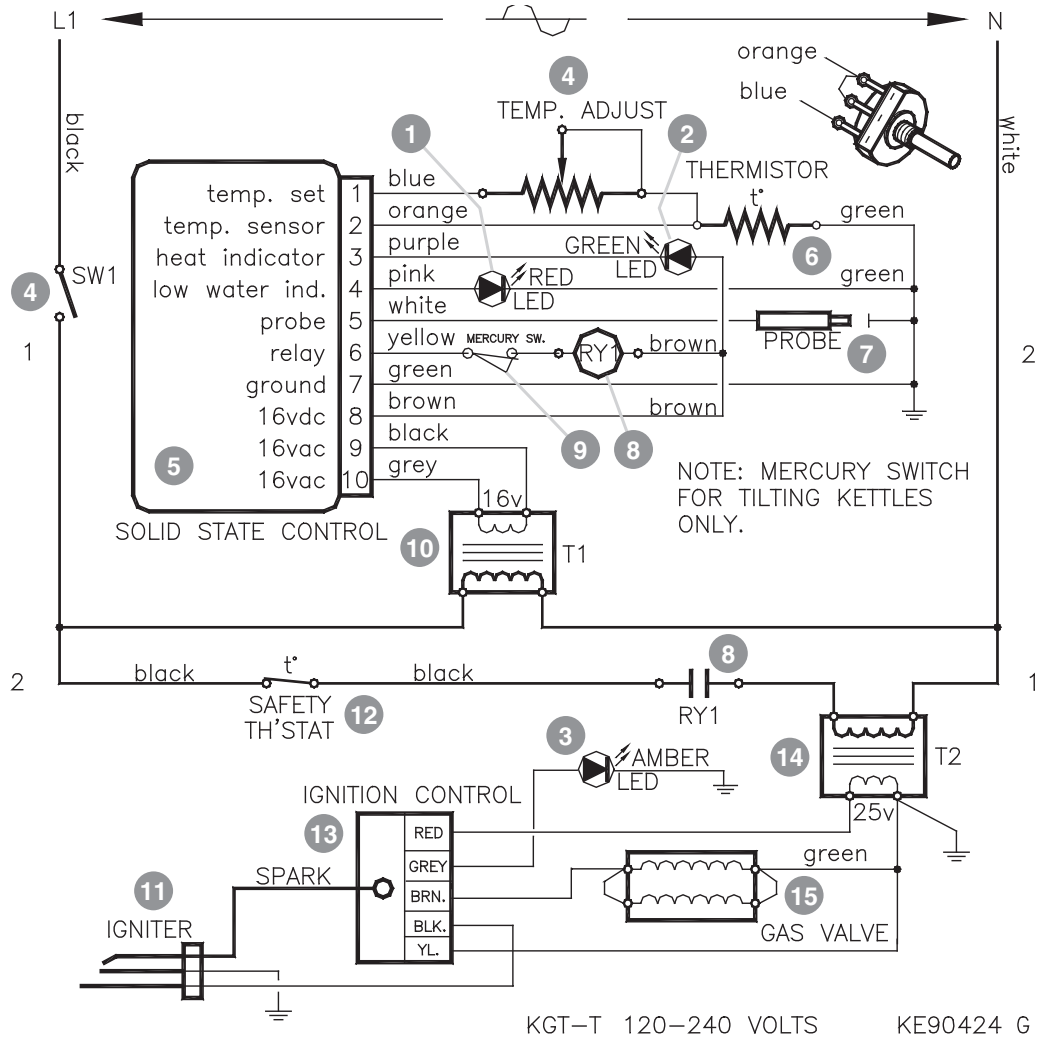 L1
N
4
orange
TEMP. ADJUST
blue
1
2
black
white
THERMISTOR
t°
temp. set 1 blue
temp. sensor 2 orange
green
heat indicator 3 purple
GREEN
LED
6
4
SW1
low water ind. 4 pink
RED
LED
green
probe 5 white
PROBE
7
1
relay 6 yellow
MERCURY SW.
RY1
brown
2
ground 7 green
16vdc 8 brown
brown
16vac 9 black
16vac 10 grey
5
9
8
NOTE: MERCURY SWITCH
FOR TILTING KETTLES
ONLY.
16v
SOLID STATE CONTROL
10
T1
2
black
t°
black
8
1
SAFETY
TH'STAT
12
RY1
3
AMBER
LED
14
T2
IGNITION CONTROL
25v
13
RED
GREY
BRN.
BLK.
YL.
green
15
GAS VALVE
SPARK
11
IGNITER
KGT-T 120-240 VOLTS KE90424 G